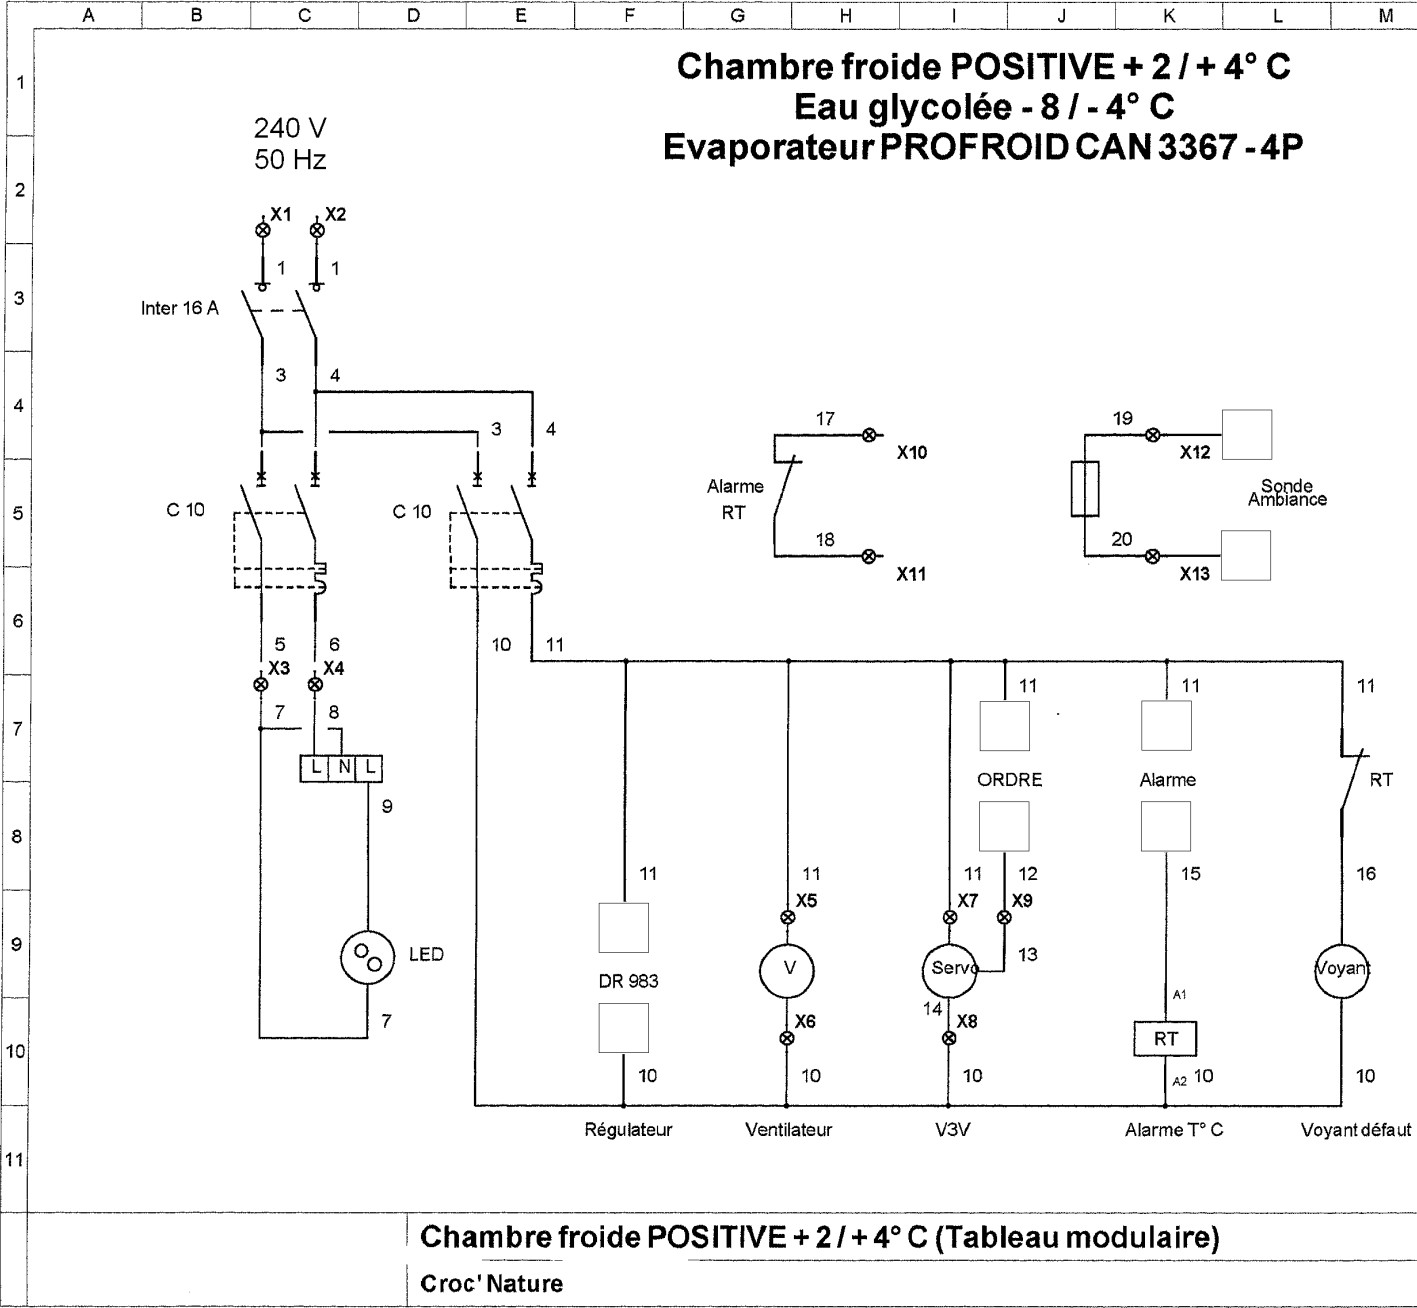 A B C D E F G H I J K L M
1
Chambre froide POSITIVE + 2 / + 4° C
Eau glycolée - 8 / - 4° C
Evaporateur PROFROID CAN 3367 - 4P
240 V
50 Hz
2
X1 X2
1 1
3
Inter 16 A
3 4
4
3 4
17
X10
19
X12
Alarme
RT
Sonde
Ambiance
C 10
C 10
5
18
X11
20
X13
6
5 6
10 11
X3 X4
7 8
11 11 11
7
L N L
ORDRE
Alarme
RT
9
8
11 11 11 12 15 16
X5 X7 X9
9
LED
V
Servo
13
Voyant
DR 983
A1
7
14
X6 X8
10
RT
10 10 10
A2 10
10
Régulateur
Ventilateur
V3V
Alarme T° C
Voyant défaut
11
Chambre froide POSITIVE + 2 / + 4° C (Tableau modulaire)
Croc' Nature